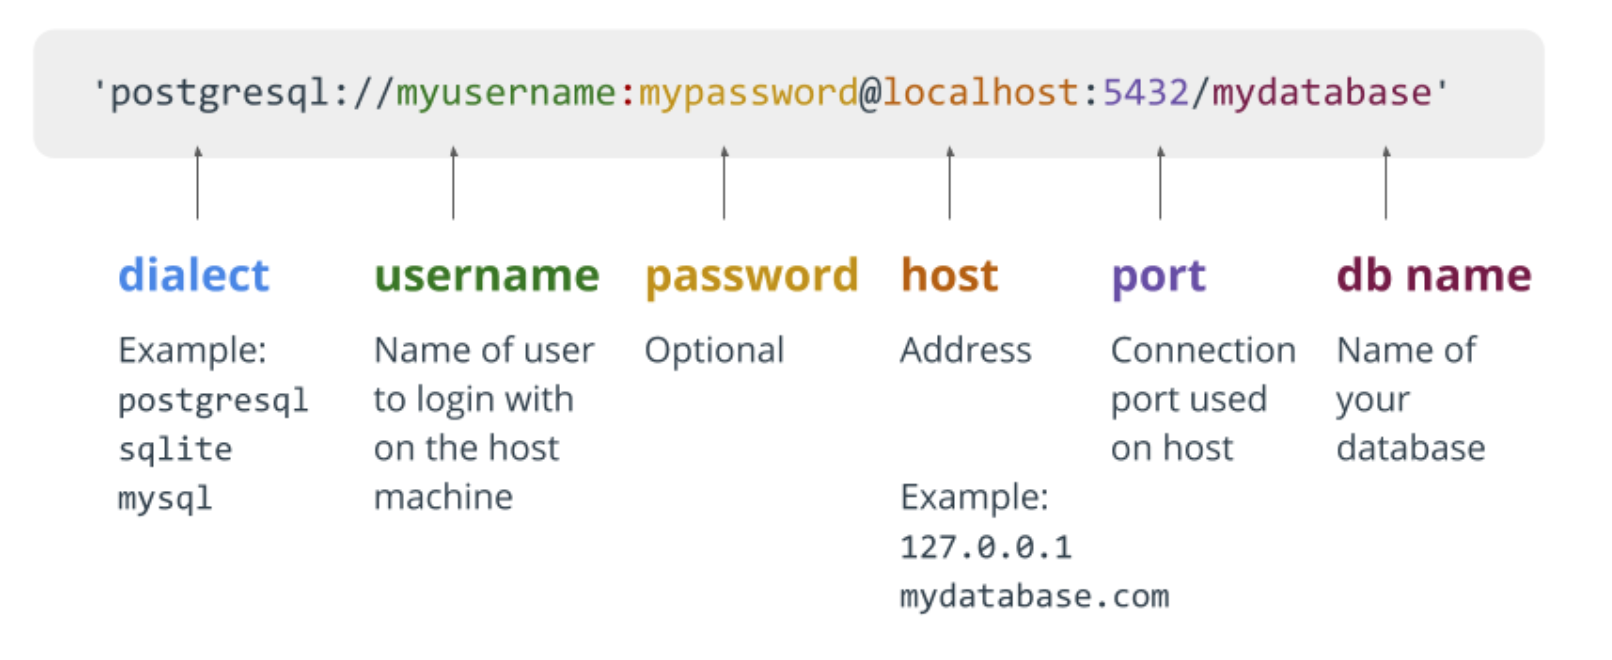 'postgresql://myusername:mypassword@localhost:5432/mydatabase'
dialect
Example:
postgresql
sqlite
mysql
username
Name of user
to login with
on the host
machine
password
Optional
host
Address
Example:
127.0.0.1
mydatabase.com
port
Connection
port used
on host
db name
Name of
your
database